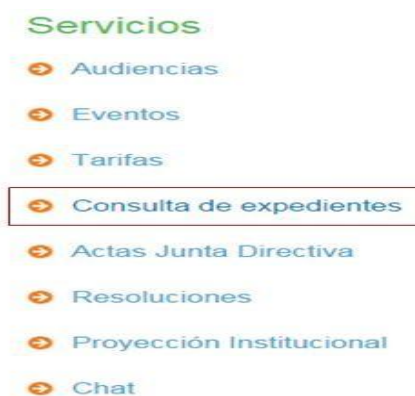 Servicios
Audiencias
Eventos
Tarifas
Consulta de expedientes
Actas Junta Directiva
Resoluciones
Proyección Institucional
Chat